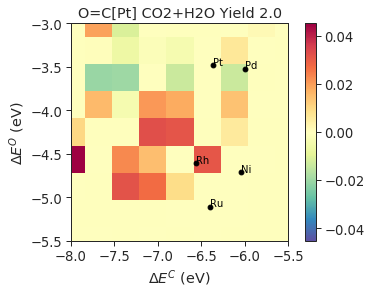 O=C[Pt] CO2+H2O Yield 2.0
−3.0
−3.5
−4.0
−4.5
−5.0
−5.5
ΔE^O (eV)
Pt
Pd
Rh
Ni
Ru
−8.0 −7.5 −7.0 −6.5 −6.0 −5.5
ΔE^C (eV)
0.04
0.02
0.00
−0.02
−0.04